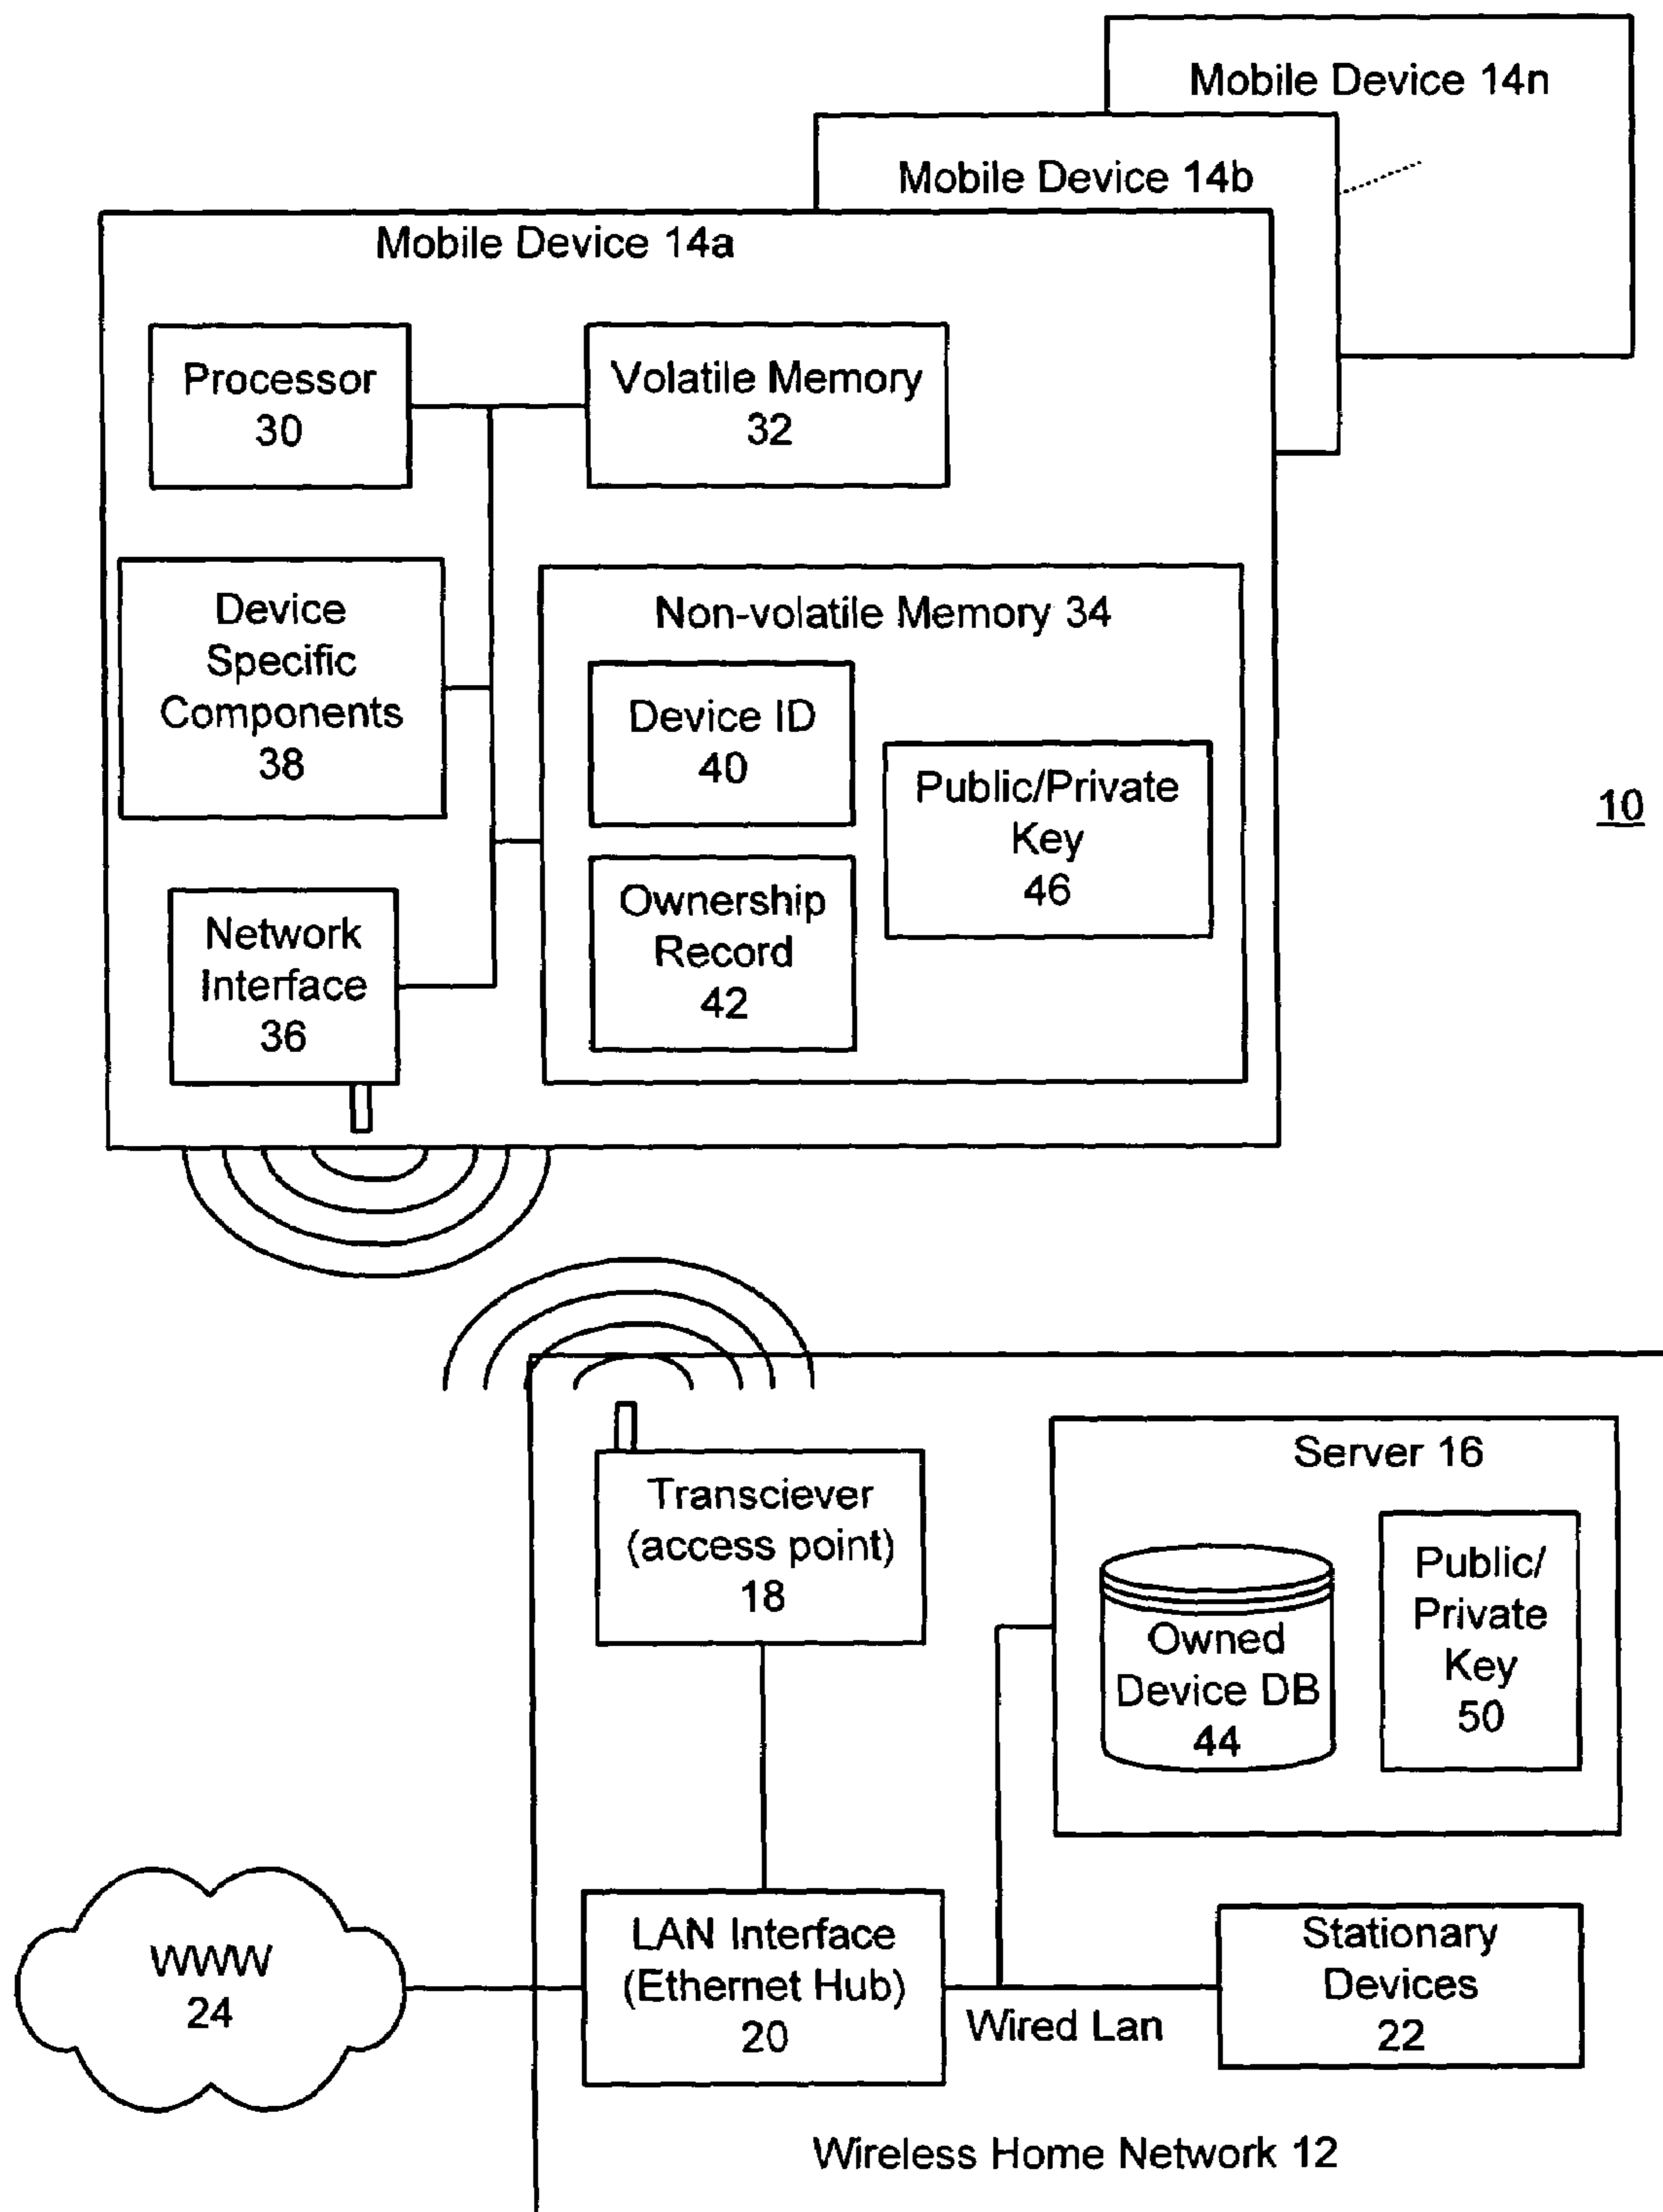 Mobile Device 14n
Mobile Device 14b
Mobile Device 14a
Processor
30
Volatile Memory
32
Device
Specific
Components
38
Non-volatile Memory 34
Device ID
40
Public/Private
Key
46
Ownership
Record
42
Network
Interface
36
10
Transciever
(access point)
18
Server 16
Owned
Device DB
44
Public/
Private
Key
50
WWW
24
LAN Interface
(Ethernet Hub)
20
Wired Lan
Stationary
Devices
22
Wireless Home Network 12